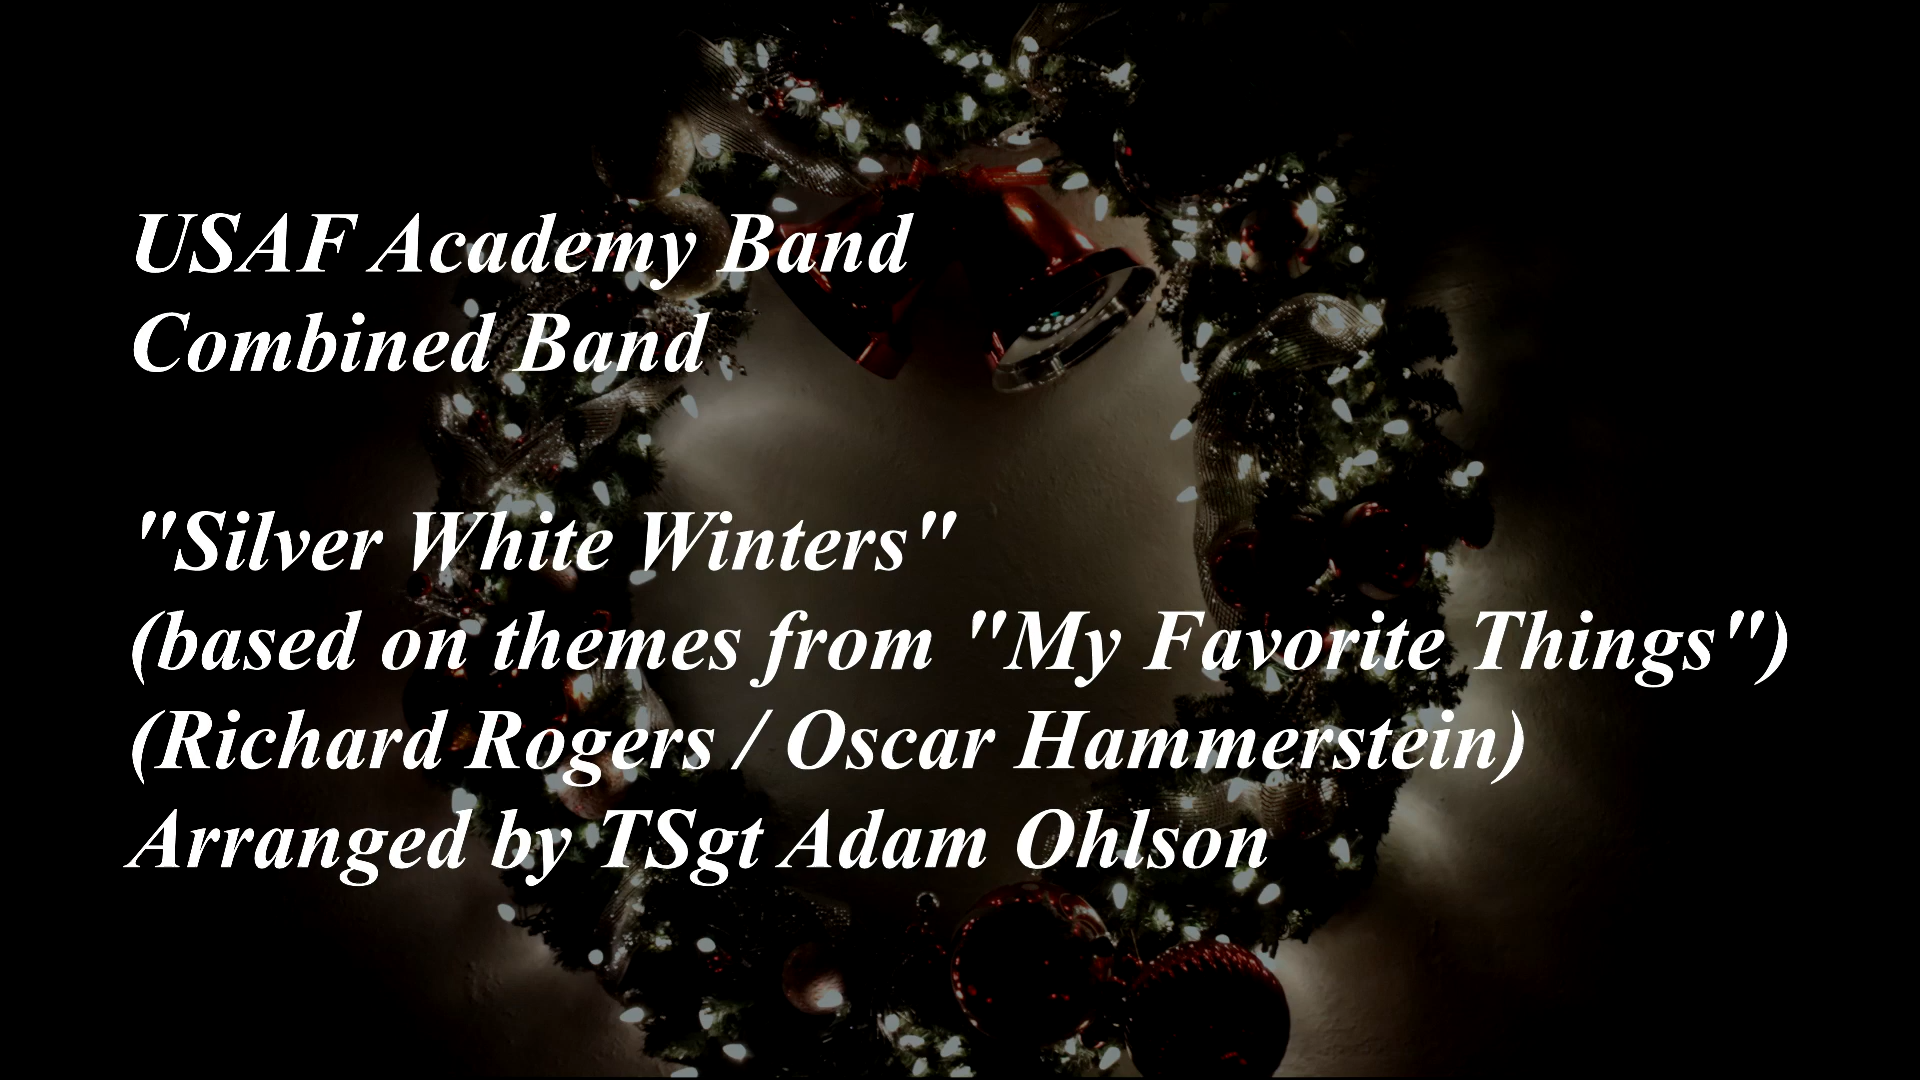 USAF Academy Band
Combined Band
"Silver White Winters"
(based on themes from "My Favorite Things")
(Richard Rogers / Oscar Hammerstein)
Arranged by TSgt Adam Ohlson